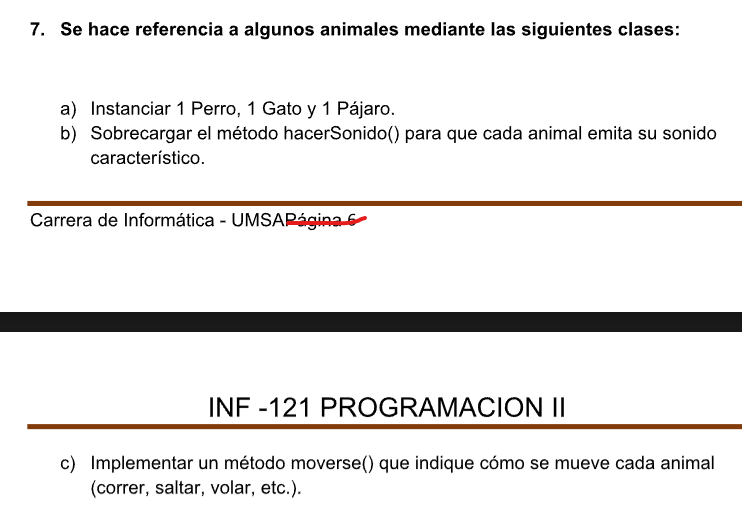 7. Se hace referencia a algunos animales mediante las siguientes clases:
a) Instanciar 1 Perro, 1 Gato y 1 Pájaro.
b) Sobrecargar el método hacerSonido() para que cada animal emita su sonido
característico.
Carrera de Informática - UMSAPágina 6
INF -121 PROGRAMACION II
c) Implementar un método moverse() que indique cómo se mueve cada animal
(correr, saltar, volar, etc.).